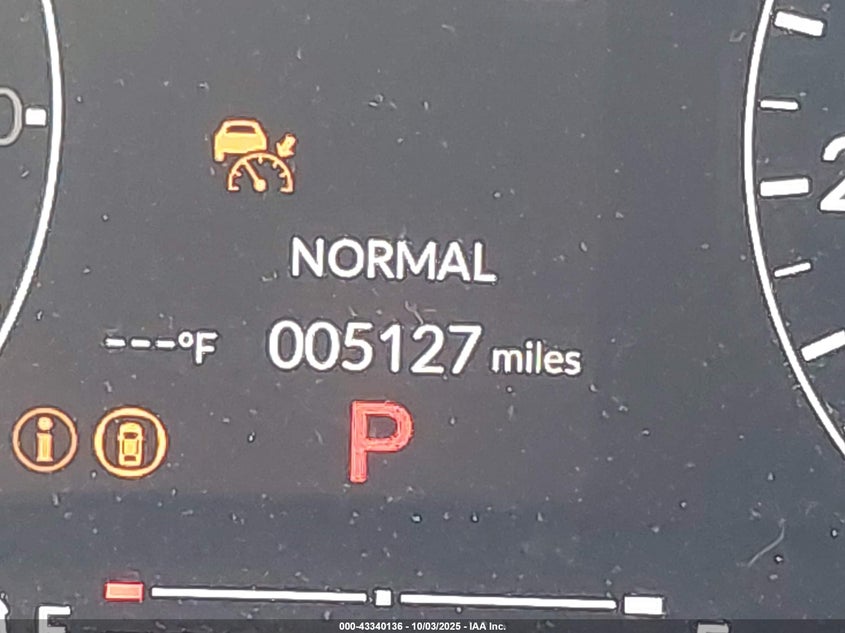 NORMAL
---°F 005127 miles
P
000-43340136 - 10/03/2025 - IAA Inc.